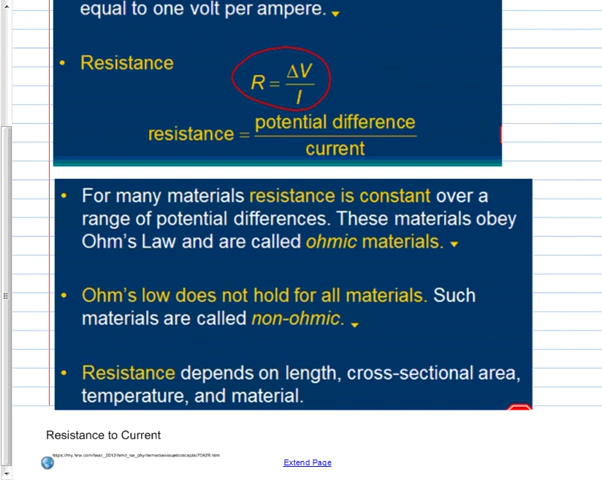 equal to one volt per ampere.
• Resistance
R = ΔV / I
resistance = potential difference / current
• For many materials resistance is constant over a
range of potential differences. These materials obey
Ohm's Law and are called ohmic materials.
• Ohm's low does not hold for all materials. Such
materials are called non-ohmic.
• Resistance depends on length, cross-sectional area,
temperature, and material.
Resistance to Current
Extend Page